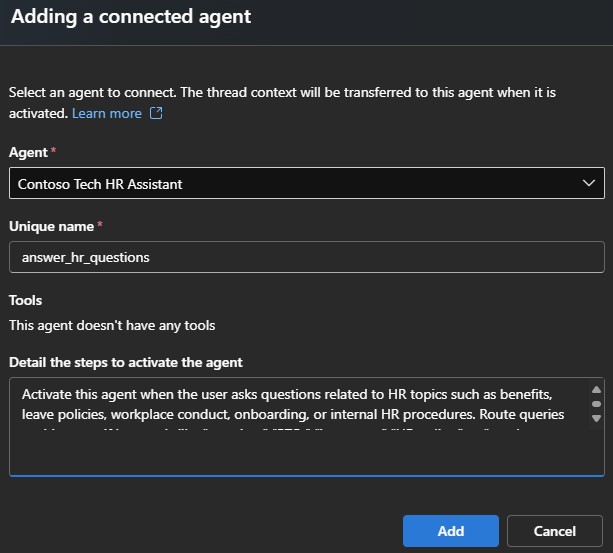 Adding a connected agent
Select an agent to connect. The thread context will be transferred to this agent when it is
activated. Learn more
Agent *
Contoso Tech HR Assistant
Unique name *
answer_hr_questions
Tools
This agent doesn't have any tools
Detail the steps to activate the agent
Activate this agent when the user asks questions related to HR topics such as benefits,
leave policies, workplace conduct, onboarding, or internal HR procedures. Route queries
Add
Cancel